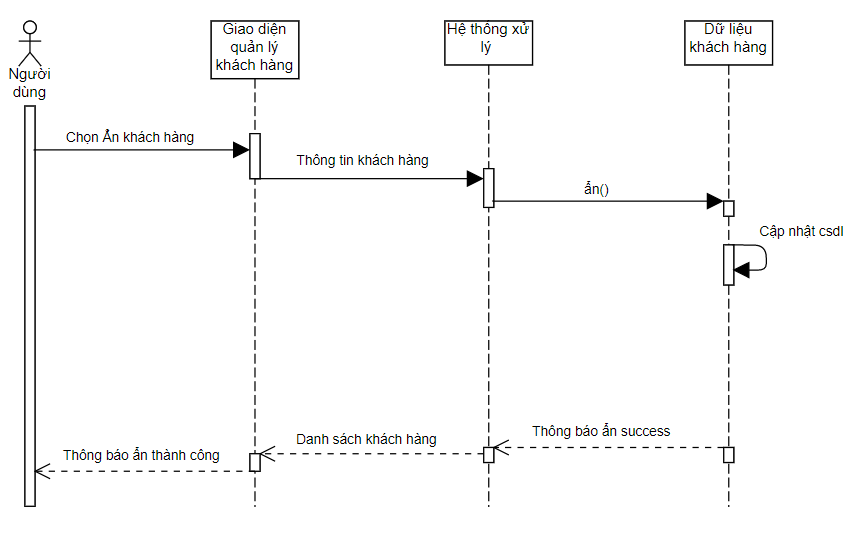 Người
dùng
Giao diện
quản lý
khách hàng
Hệ thông xử
lý
Dữ liệu
khách hàng
Chọn Ẩn khách hàng
Thông tin khách hàng
ẩn()
Cập nhật csdl
Thông báo ẩn success
Danh sách khách hàng
Thông báo ẩn thành công